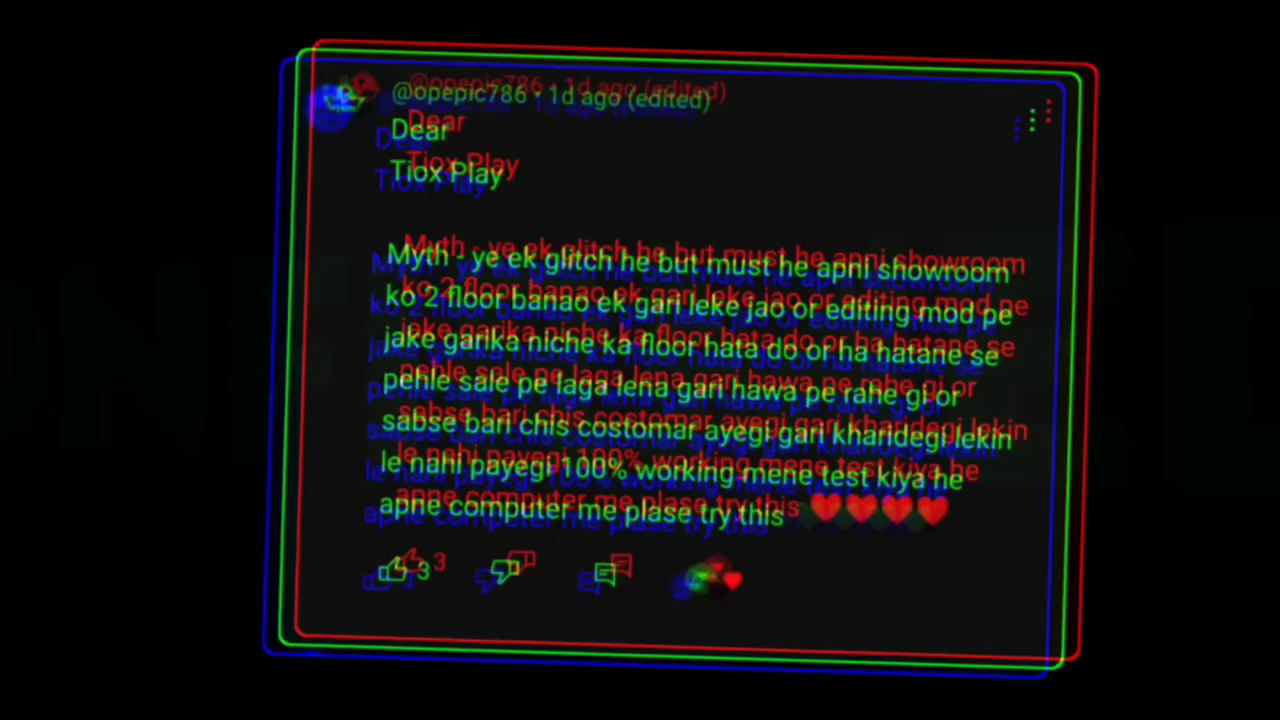 @opepic786 • 1d ago (edited)
Dear
Tiox Play
Myth - ye ek glitch he but must he apni showroom
ko 2 floor banao ek gari leke jao or editing mod pe
jake garika niche ka floor hata do or ha hatane se
pehle sale pe laga lena gari hawa pe rahe gi or
sabse bari chis costomar ayegi gari kharidegi lekin
le nahi payegi 100% working mene test kiya he
apne computer me plase try this ❤️❤️❤️❤️
3